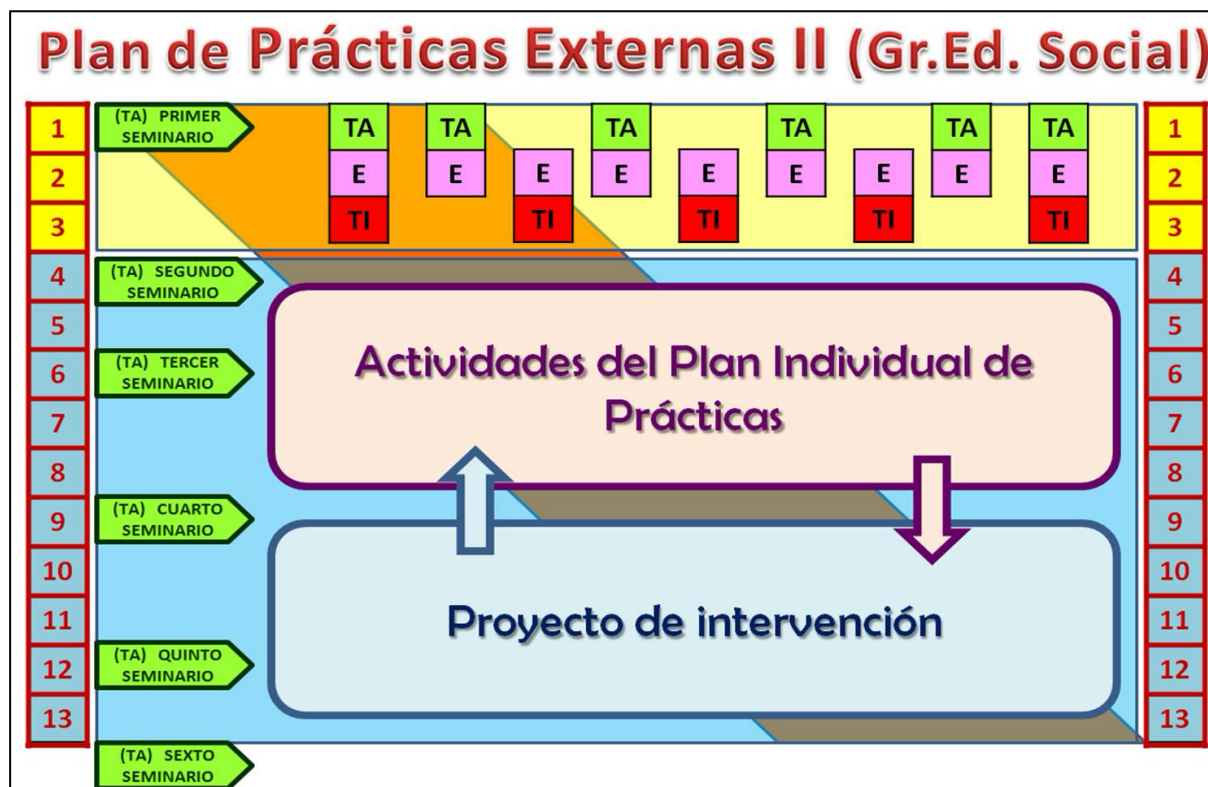 Plan de Prácticas Externas II (Gr.Ed. Social)
1
2
3
4
5
6
7
8
9
10
11
12
13
(TA) PRIMER
SEMINARIO
TA TA TA TA TA TA
E E E E E E E E E
TI TI TI TI TI
(TA) SEGUNDO
SEMINARIO
(TA) TERCER
SEMINARIO
(TA) CUARTO
SEMINARIO
(TA) QUINTO
SEMINARIO
(TA) SEXTO
SEMINARIO
Actividades del Plan Individual de
Prácticas
Proyecto de intervención
1
2
3
4
5
6
7
8
9
10
11
12
13